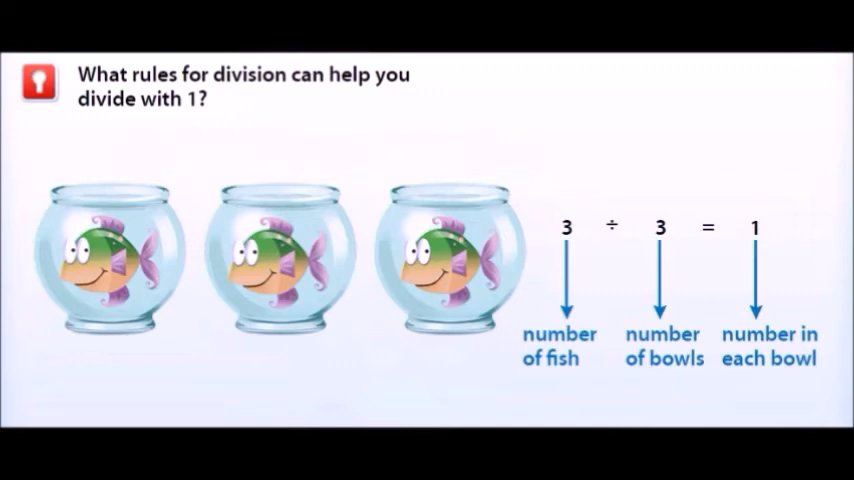 What rules for division can help you
divide with 1?
3 ÷ 3 = 1
number of fish
number of bowls
number in each bowl